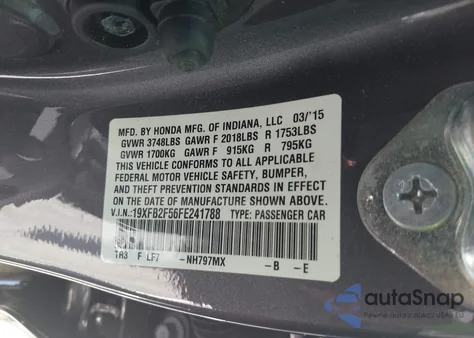 MFD. BY HONDA MFG. OF INDIANA, LLC 03/'15
GVWR 3748LBS GAWR F 2018LBS R 1753LBS
GVWR 1700KG GAWR F 915KG R 795KG
THIS VEHICLE CONFORMS TO ALL APPLICABLE
FEDERAL MOTOR VEHICLE SAFETY, BUMPER,
AND THEFT PREVENTION STANDARDS IN EFFECT
ON THE DATE OF MANUFACTURE SHOWN ABOVE.
V.I.N.:19XFB2F56FE241788 TYPE: PASSENGER CAR
TR3 F LF7 -NH797MX -B -E
autoSnap